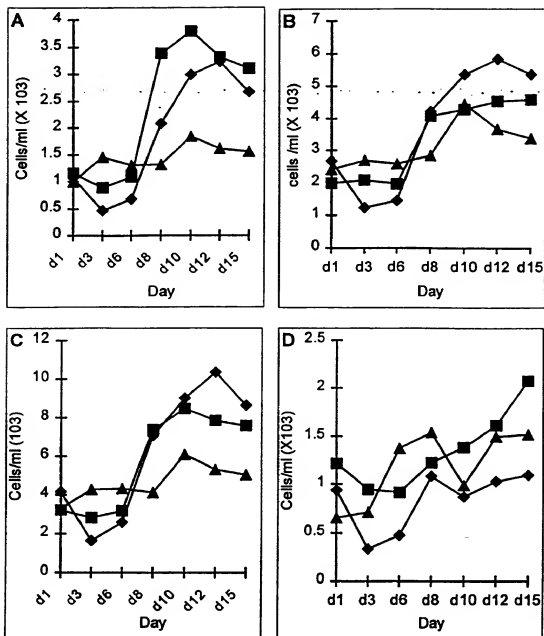 A
Cells/ml (X 103)
4
3.5
3
2.5
2
1.5
1
0.5
0
d1 d3 d6 d8 d10 d12 d15
Day
B
cells /ml (X 103)
7
6
5
4
3
2
1
0
d1 d3 d6 d8 d10 d12 d15
Day
C
Cells/ml (103)
12
10
8
6
4
2
0
d1 d3 d6 d8 d10 d12 d15
Day
D
Cells/ml (X103)
2.5
2
1.5
1
0.5
0
d1 d3 d6 d8 d10 d12 d15
Day